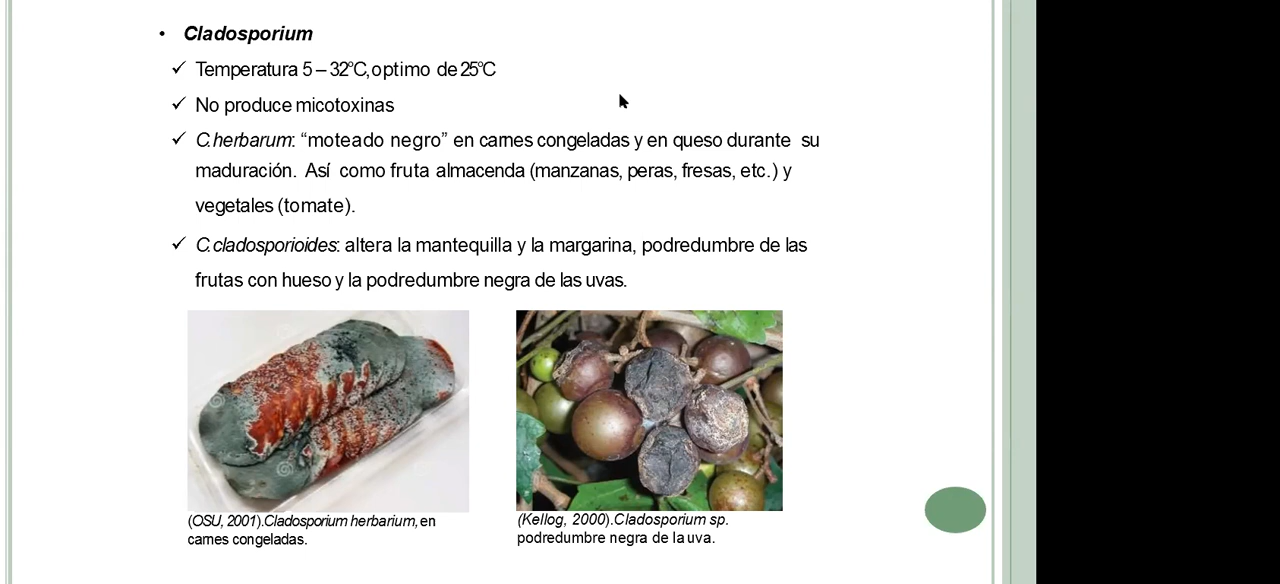 • Cladosporium
✓ Temperatura 5 – 32°C, optimo de 25°C
✓ No produce micotoxinas
✓ C.herbarum: “moteado negro” en carnes congeladas y en queso durante su
maduración. Así como fruta almacenda (manzanas, peras, fresas, etc.) y
vegetales (tomate).
✓ C.cladosporioides: altera la mantequilla y la margarina, podredumbre de las
frutas con hueso y la podredumbre negra de las uvas.
(OSU, 2001).Cladosporium herbarium, en
carnes congeladas.
(Kellog, 2000).Cladosporium sp.
podredumbre negra de la uva.